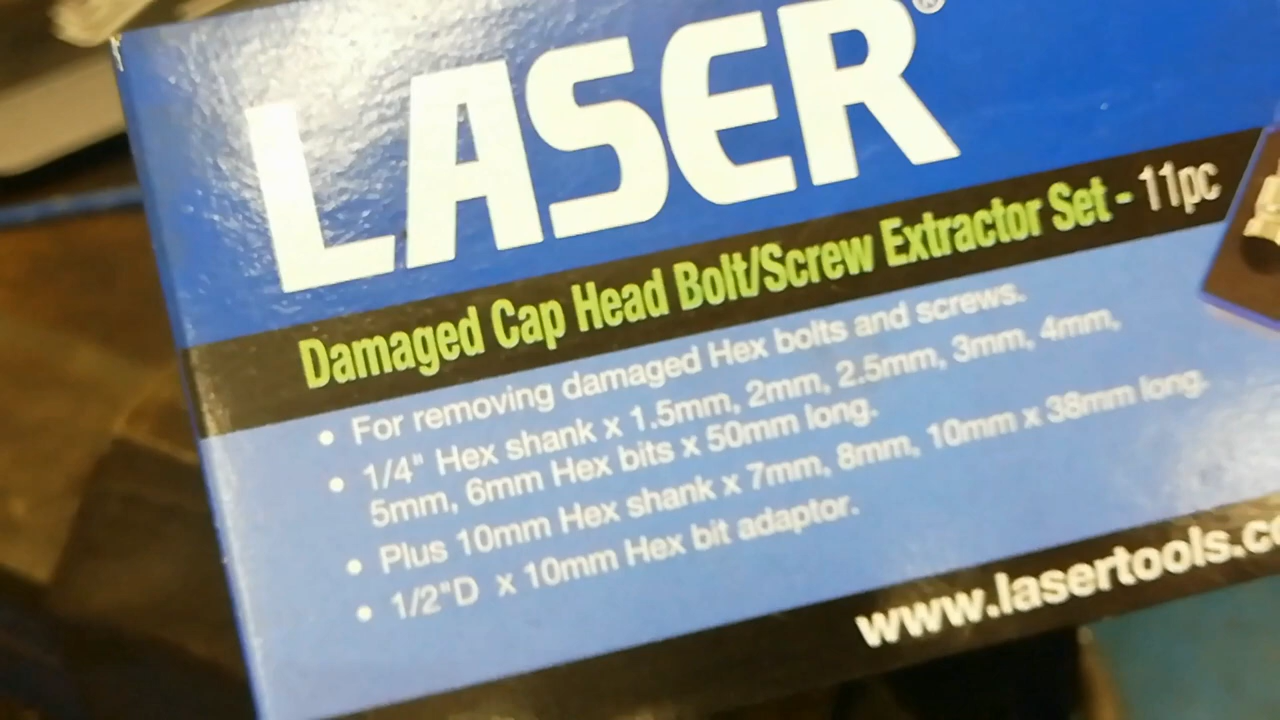 LASER®
Damaged Cap Head Bolt/Screw Extractor Set - 11pc
• For removing damaged Hex bolts and screws.
• 1/4" Hex shank x 1.5mm, 2mm, 2.5mm, 3mm, 4mm,
5mm, 6mm Hex bits x 50mm long.
• Plus 10mm Hex shank x 7mm, 8mm, 10mm x 38mm long.
• 1/2"D x 10mm Hex bit adaptor.
www.lasertools.co